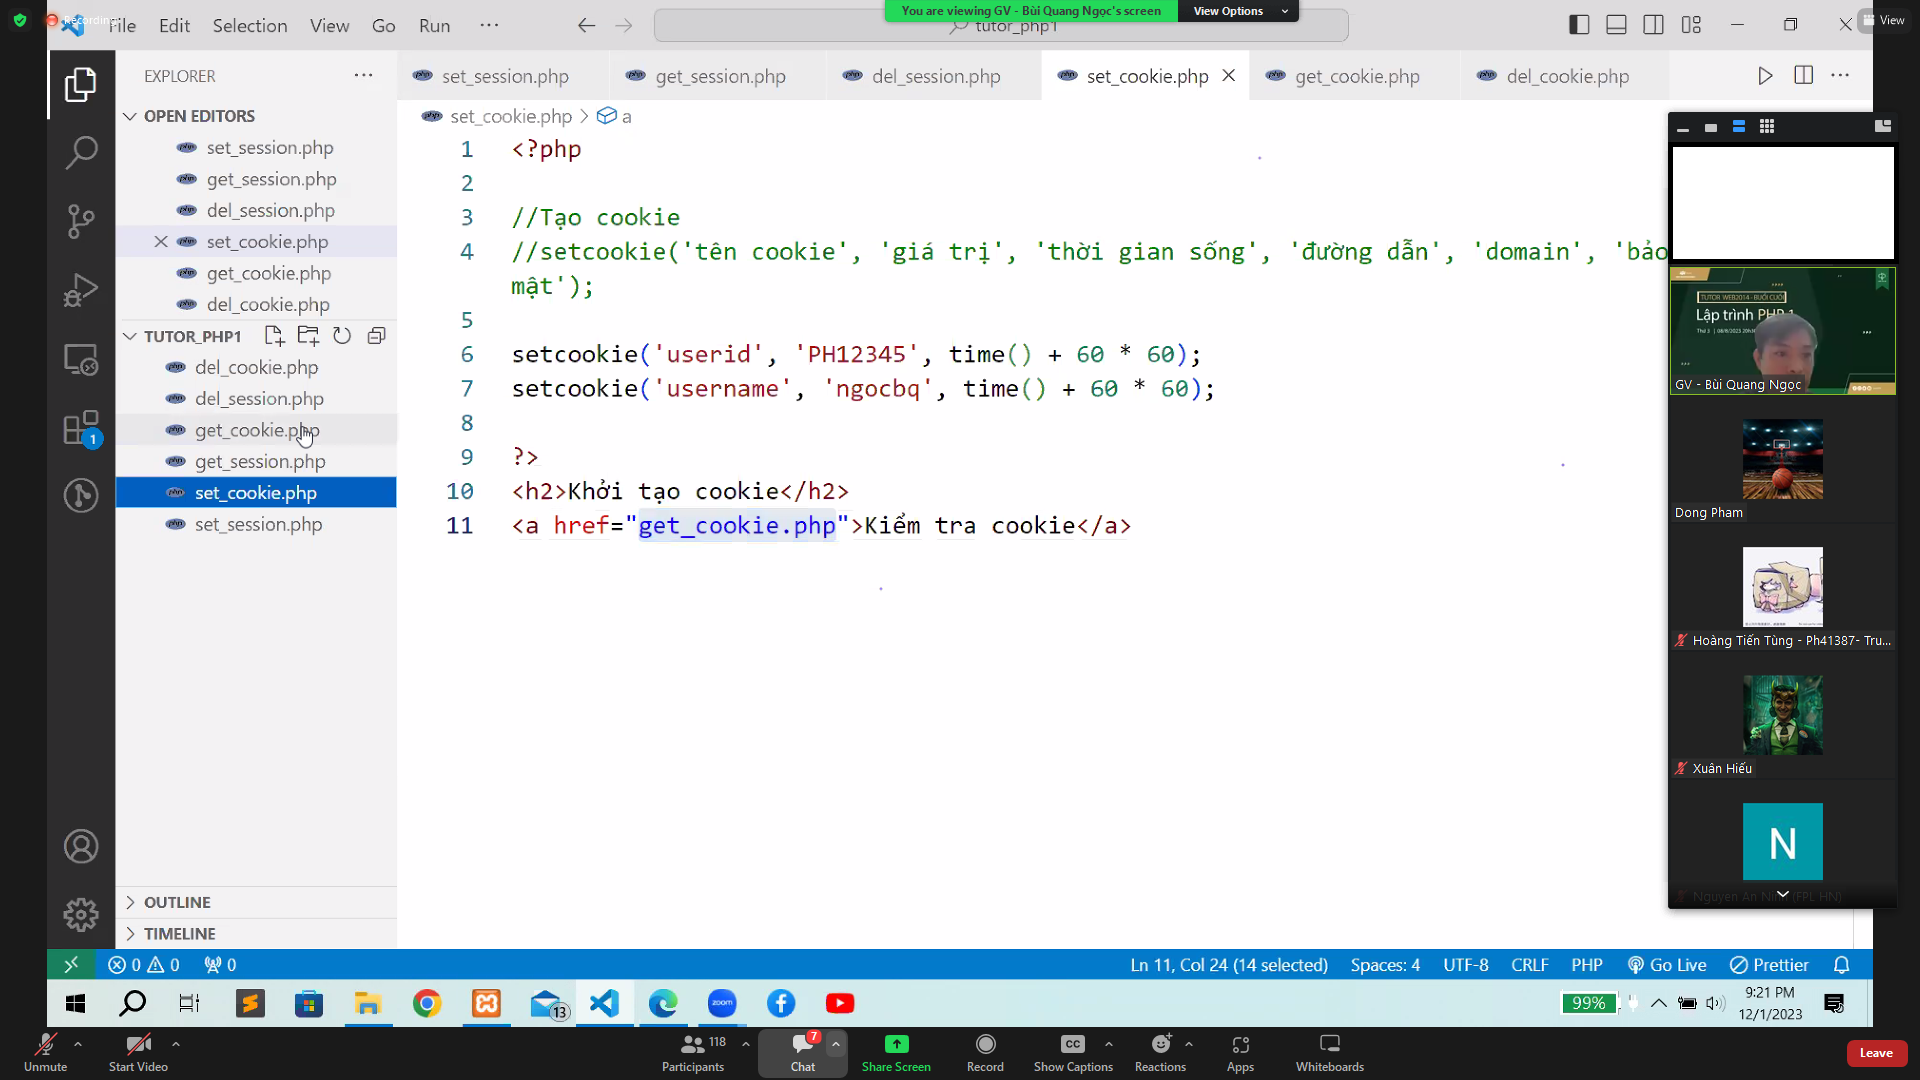 Recording
You are viewing GV - Bùi Quang Ngọc's screen
View Options
View
File
Edit
Selection
View
Go
Run
tutor_php1
EXPLORER
set_session.php
get_session.php
del_session.php
set_cookie.php
get_cookie.php
del_cookie.php
OPEN EDITORS
set_session.php
get_session.php
del_session.php
set_cookie.php
get_cookie.php
del_cookie.php
TUTOR_PHP1
del_cookie.php
del_session.php
get_cookie.php
get_session.php
set_cookie.php
set_session.php
OUTLINE
TIMELINE
1
set_cookie.php
a
1 <?php
2
3 //Tạo cookie
4 //setcookie('tên cookie', 'giá trị', 'thời gian sống', 'đường dẫn', 'domain', 'bảo
mật');
5
6 setcookie('userid', 'PH12345', time() + 60 * 60);
7 setcookie('username', 'ngocbq', time() + 60 * 60);
8
9 ?>
10 <h2>Khởi tạo cookie</h2>
11 <a href="get_cookie.php">Kiểm tra cookie</a>
TUTOR WEB2014 - BUỔI CUỐI
Lập trình PHP 1
GV - Bùi Quang Ngọc
Dong Pham
Hoàng Tiến Tùng - Ph41387- Tru...
Xuân Hiếu
N
Nguyen An Ninh (FPL HN)
0
0
0
Ln 11, Col 24 (14 selected)
Spaces: 4
UTF-8
CRLF
PHP
Go Live
Prettier
13
zoom
99%
9:21 PM
12/1/2023
Unmute
Start Video
118
Participants
7
Chat
Share Screen
Record
CC
Show Captions
Reactions
Apps
Whiteboards
Leave